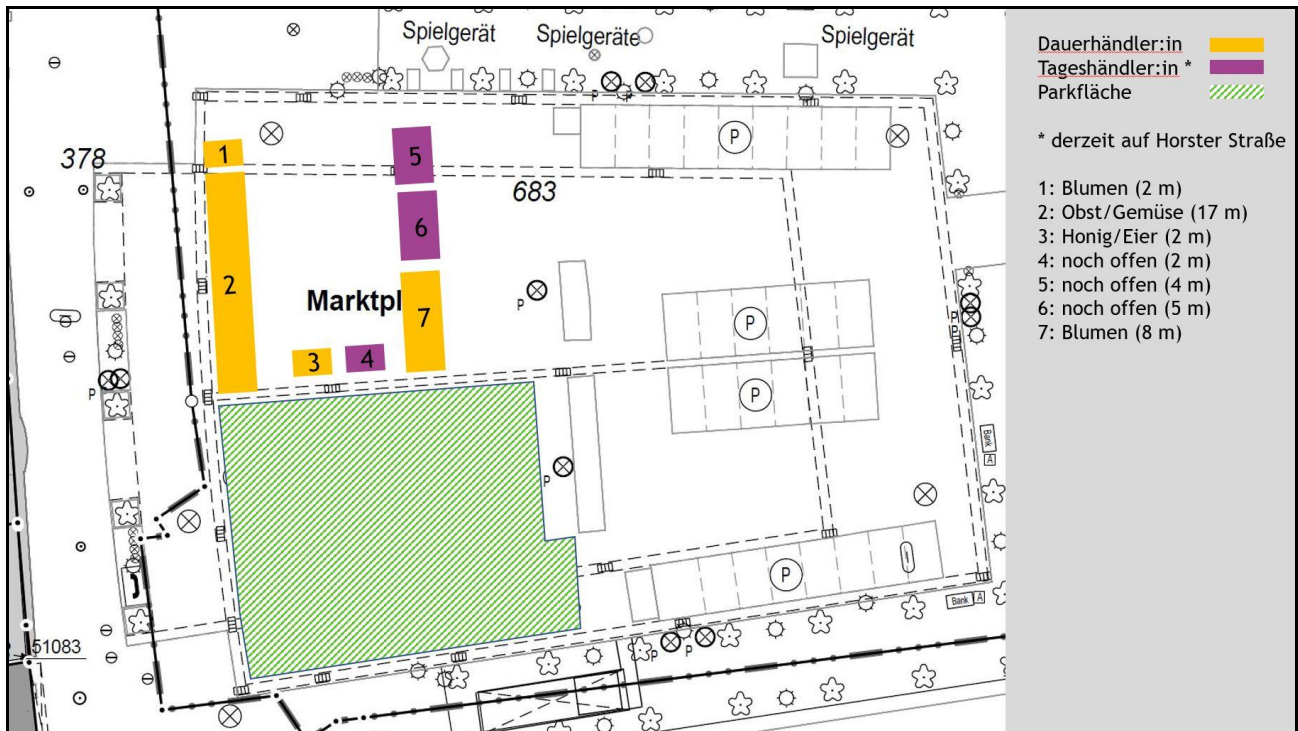 Spielgerät
Spielgeräte
Spielgerät
P
P
P
1
5
378
683
6
2
Marktpl
7
P
P
3
4
P
P
P
P
P
P
Bank
A
P
Bank
A
51083
P
P
Dauerhändler:in
Tageshändler:in *
Parkfläche
* derzeit auf Horster Straße
1: Blumen (2 m)
2: Obst/Gemüse (17 m)
3: Honig/Eier (2 m)
4: noch offen (2 m)
5: noch offen (4 m)
6: noch offen (5 m)
7: Blumen (8 m)